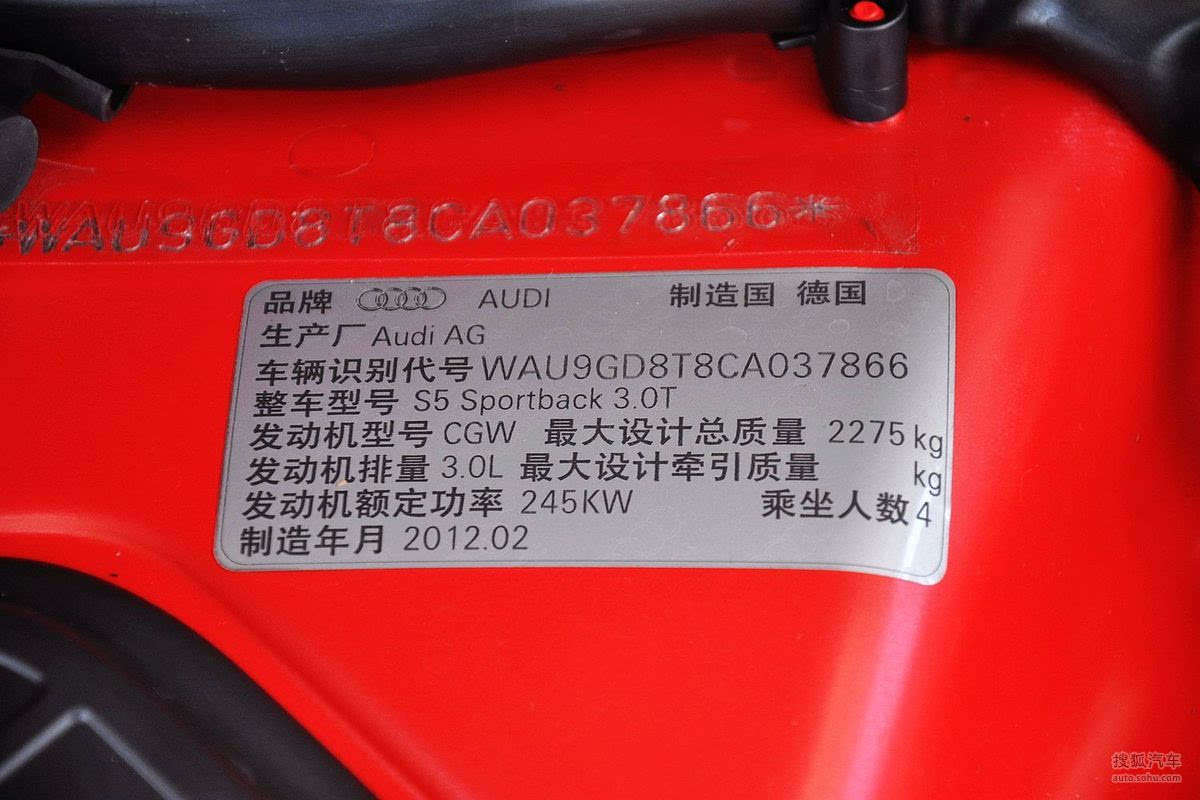 *WAU9GD8T8CA037866*
品牌 AUDI 制造国 德国
生产厂 Audi AG
车辆识别代号 WAU9GD8T8CA037866
整车型号 S5 Sportback 3.0T
发动机型号 CGW 最大设计总质量 2275 kg
发动机排量 3.0L 最大设计牵引质量 kg
发动机额定功率 245KW 乘坐人数 4
制造年月 2012.02
搜狐汽车
auto.sohu.com